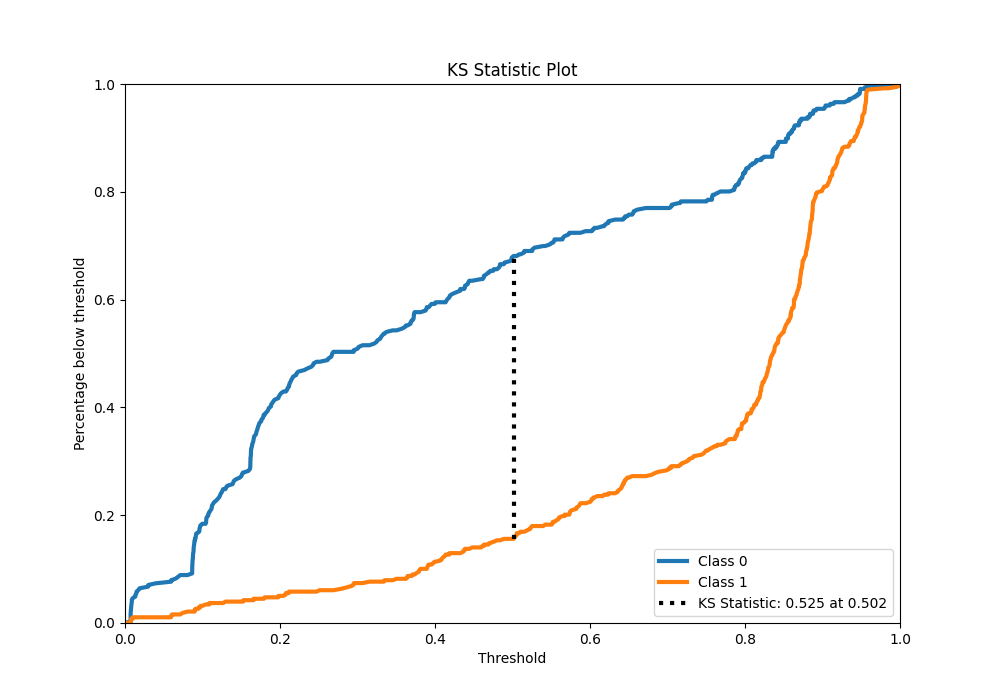 KS Statistic Plot
1.0
0.8
0.6
0.4
0.2
0.0
Percentage below threshold
0.0 0.2 0.4 0.6 0.8 1.0
Threshold
Class 0
Class 1
KS Statistic: 0.525 at 0.502